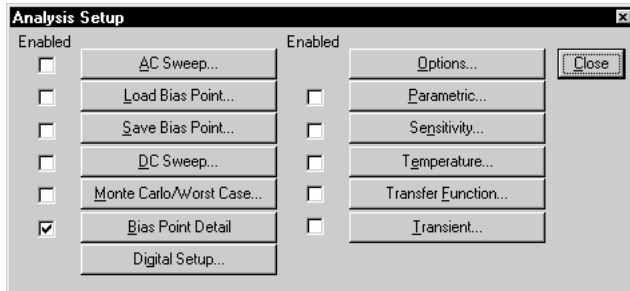 Analysis Setup
Enabled
AC Sweep...
Load Bias Point...
Save Bias Point...
DC Sweep...
Monte Carlo/Worst Case...
Bias Point Detail
Digital Setup...
Enabled
Options...
Parametric...
Sensitivity...
Temperature...
Transfer Function...
Transient...
Close